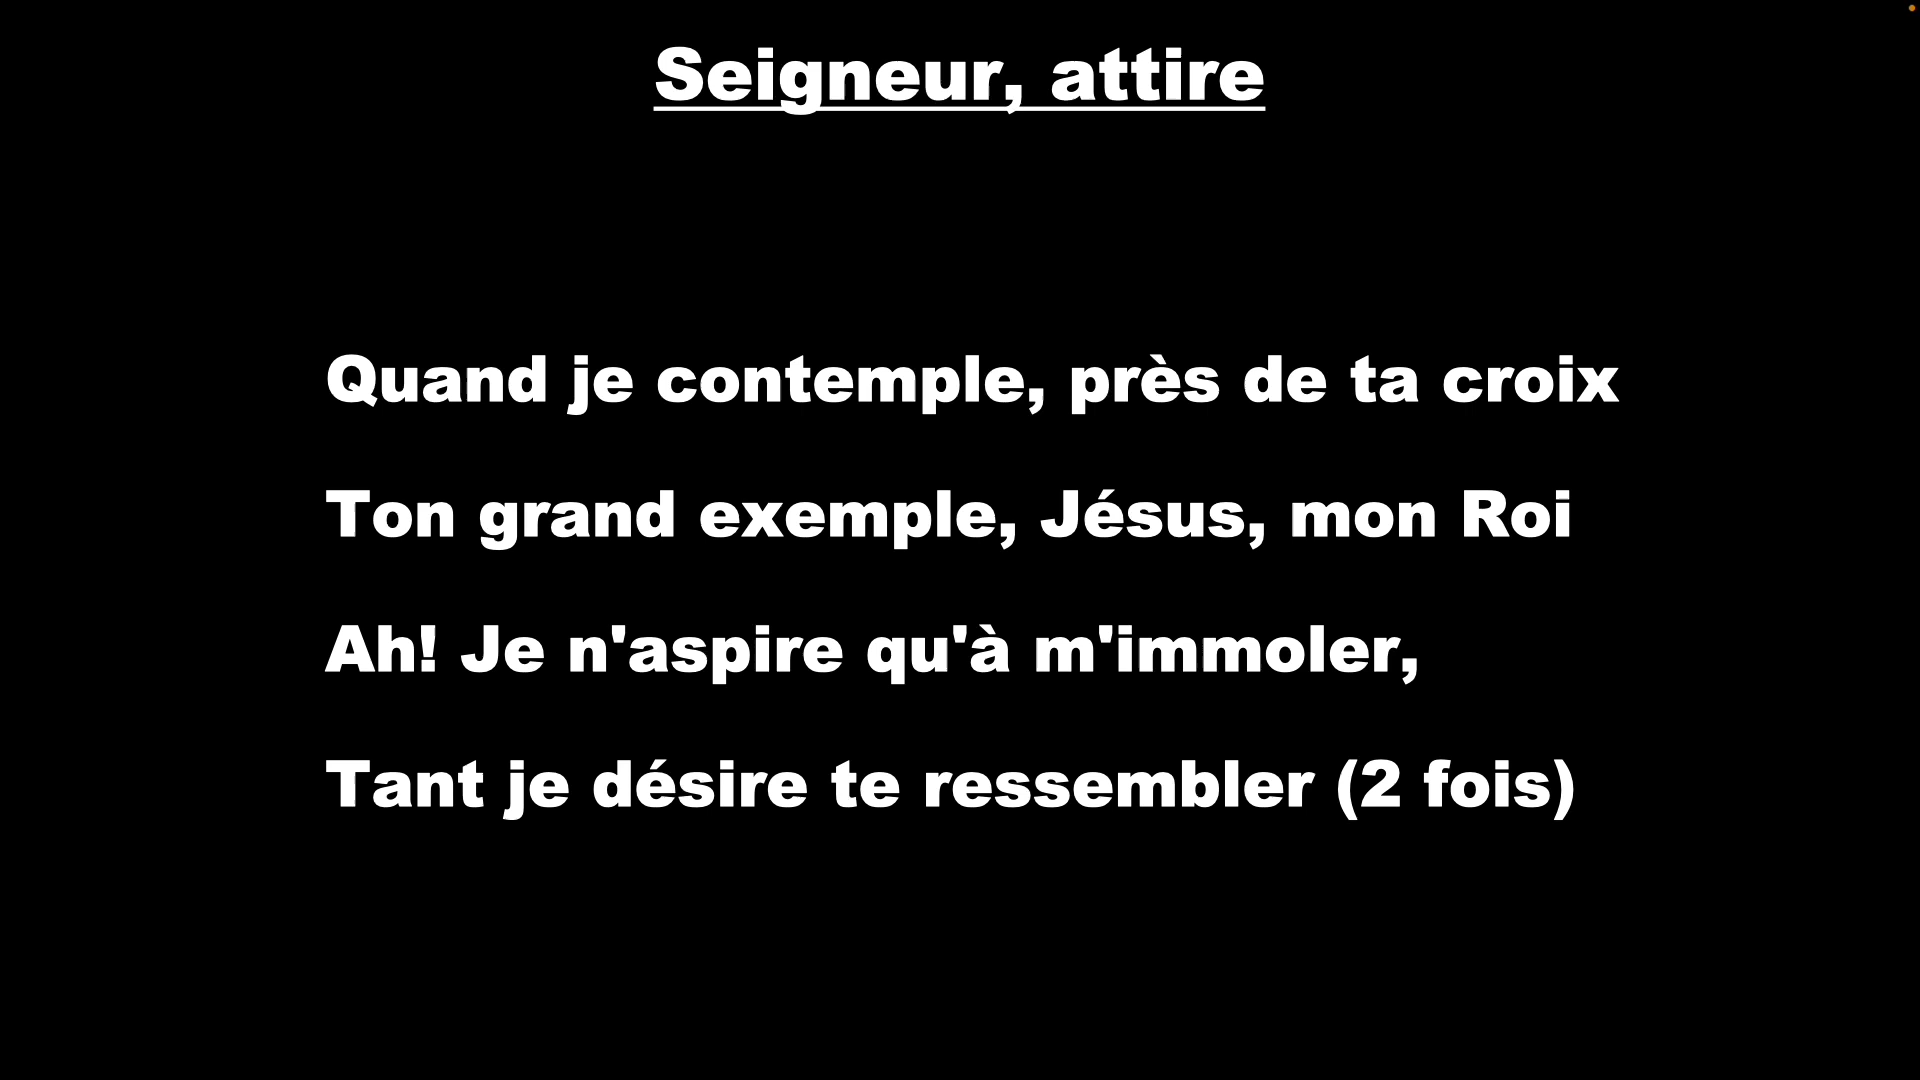 Seigneur, attire
Quand je contemple, près de ta croix
Ton grand exemple, Jésus, mon Roi
Ah! Je n'aspire qu'à m'immoler,
Tant je désire te ressembler (2 fois)